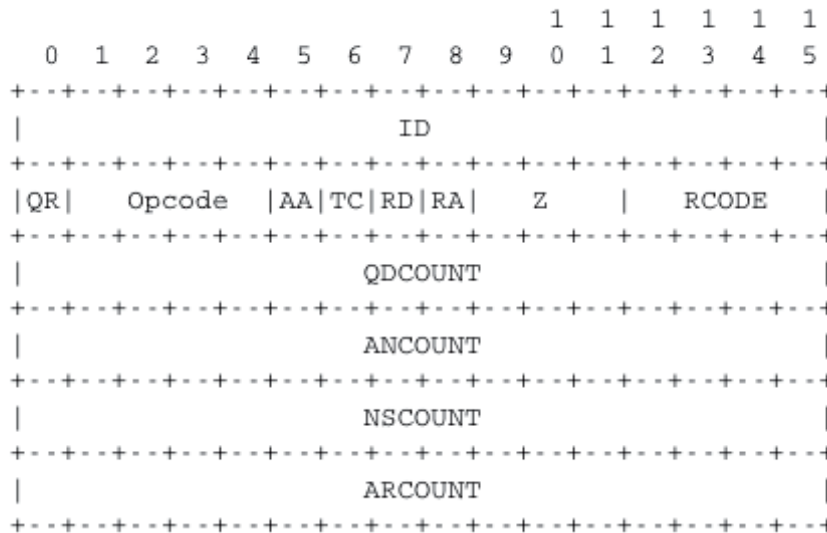 1  1  1  1  1  1
  0  1  2  3  4  5  6  7  8  9  0  1  2  3  4  5
+--+--+--+--+--+--+--+--+--+--+--+--+--+--+--+--+
|                      ID                       |
+--+--+--+--+--+--+--+--+--+--+--+--+--+--+--+--+
|QR|   Opcode  |AA|TC|RD|RA|   Z    |   RCODE   |
+--+--+--+--+--+--+--+--+--+--+--+--+--+--+--+--+
|                    QDCOUNT                    |
+--+--+--+--+--+--+--+--+--+--+--+--+--+--+--+--+
|                    ANCOUNT                    |
+--+--+--+--+--+--+--+--+--+--+--+--+--+--+--+--+
|                    NSCOUNT                    |
+--+--+--+--+--+--+--+--+--+--+--+--+--+--+--+--+
|                    ARCOUNT                    |
+--+--+--+--+--+--+--+--+--+--+--+--+--+--+--+--+